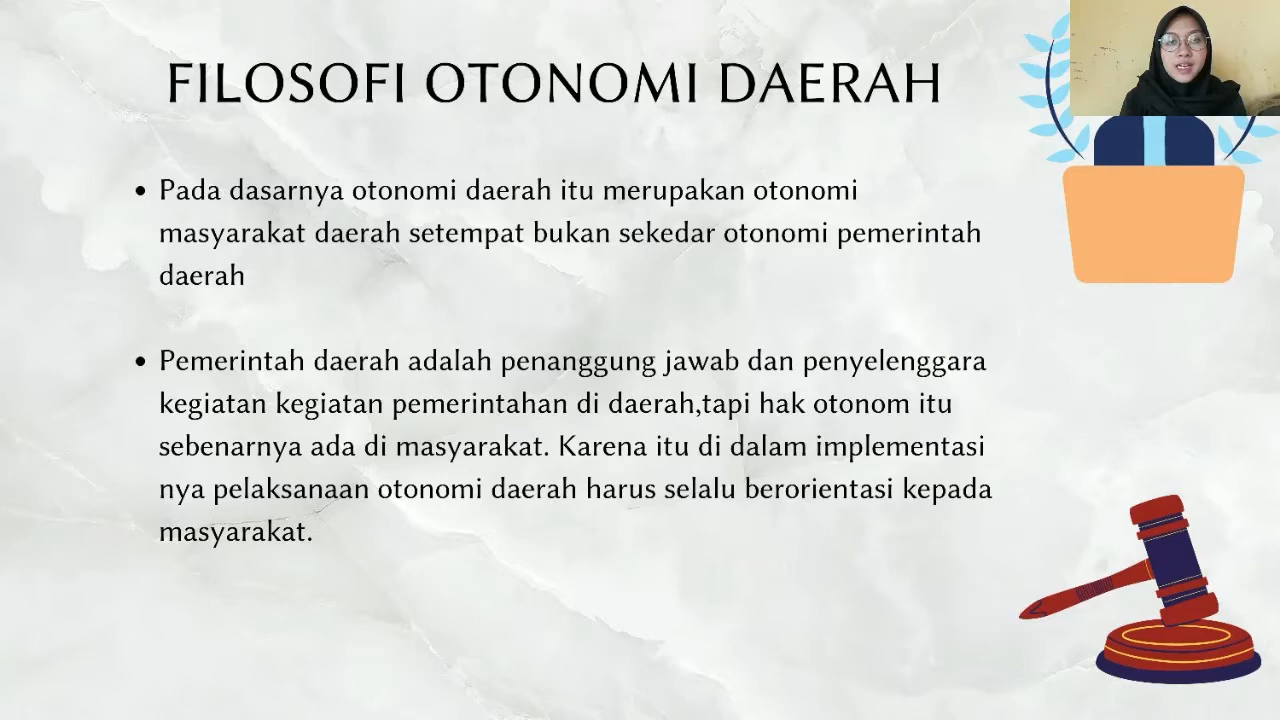 FILOSOFI OTONOMI DAERAH
• Pada dasarnya otonomi daerah itu merupakan otonomi
masyarakat daerah setempat bukan sekedar otonomi pemerintah
daerah
• Pemerintah daerah adalah penanggung jawab dan penyelenggara
kegiatan kegiatan pemerintahan di daerah,tapi hak otonom itu
sebenarnya ada di masyarakat. Karena itu di dalam implementasi
nya pelaksanaan otonomi daerah harus selalu berorientasi kepada
masyarakat.